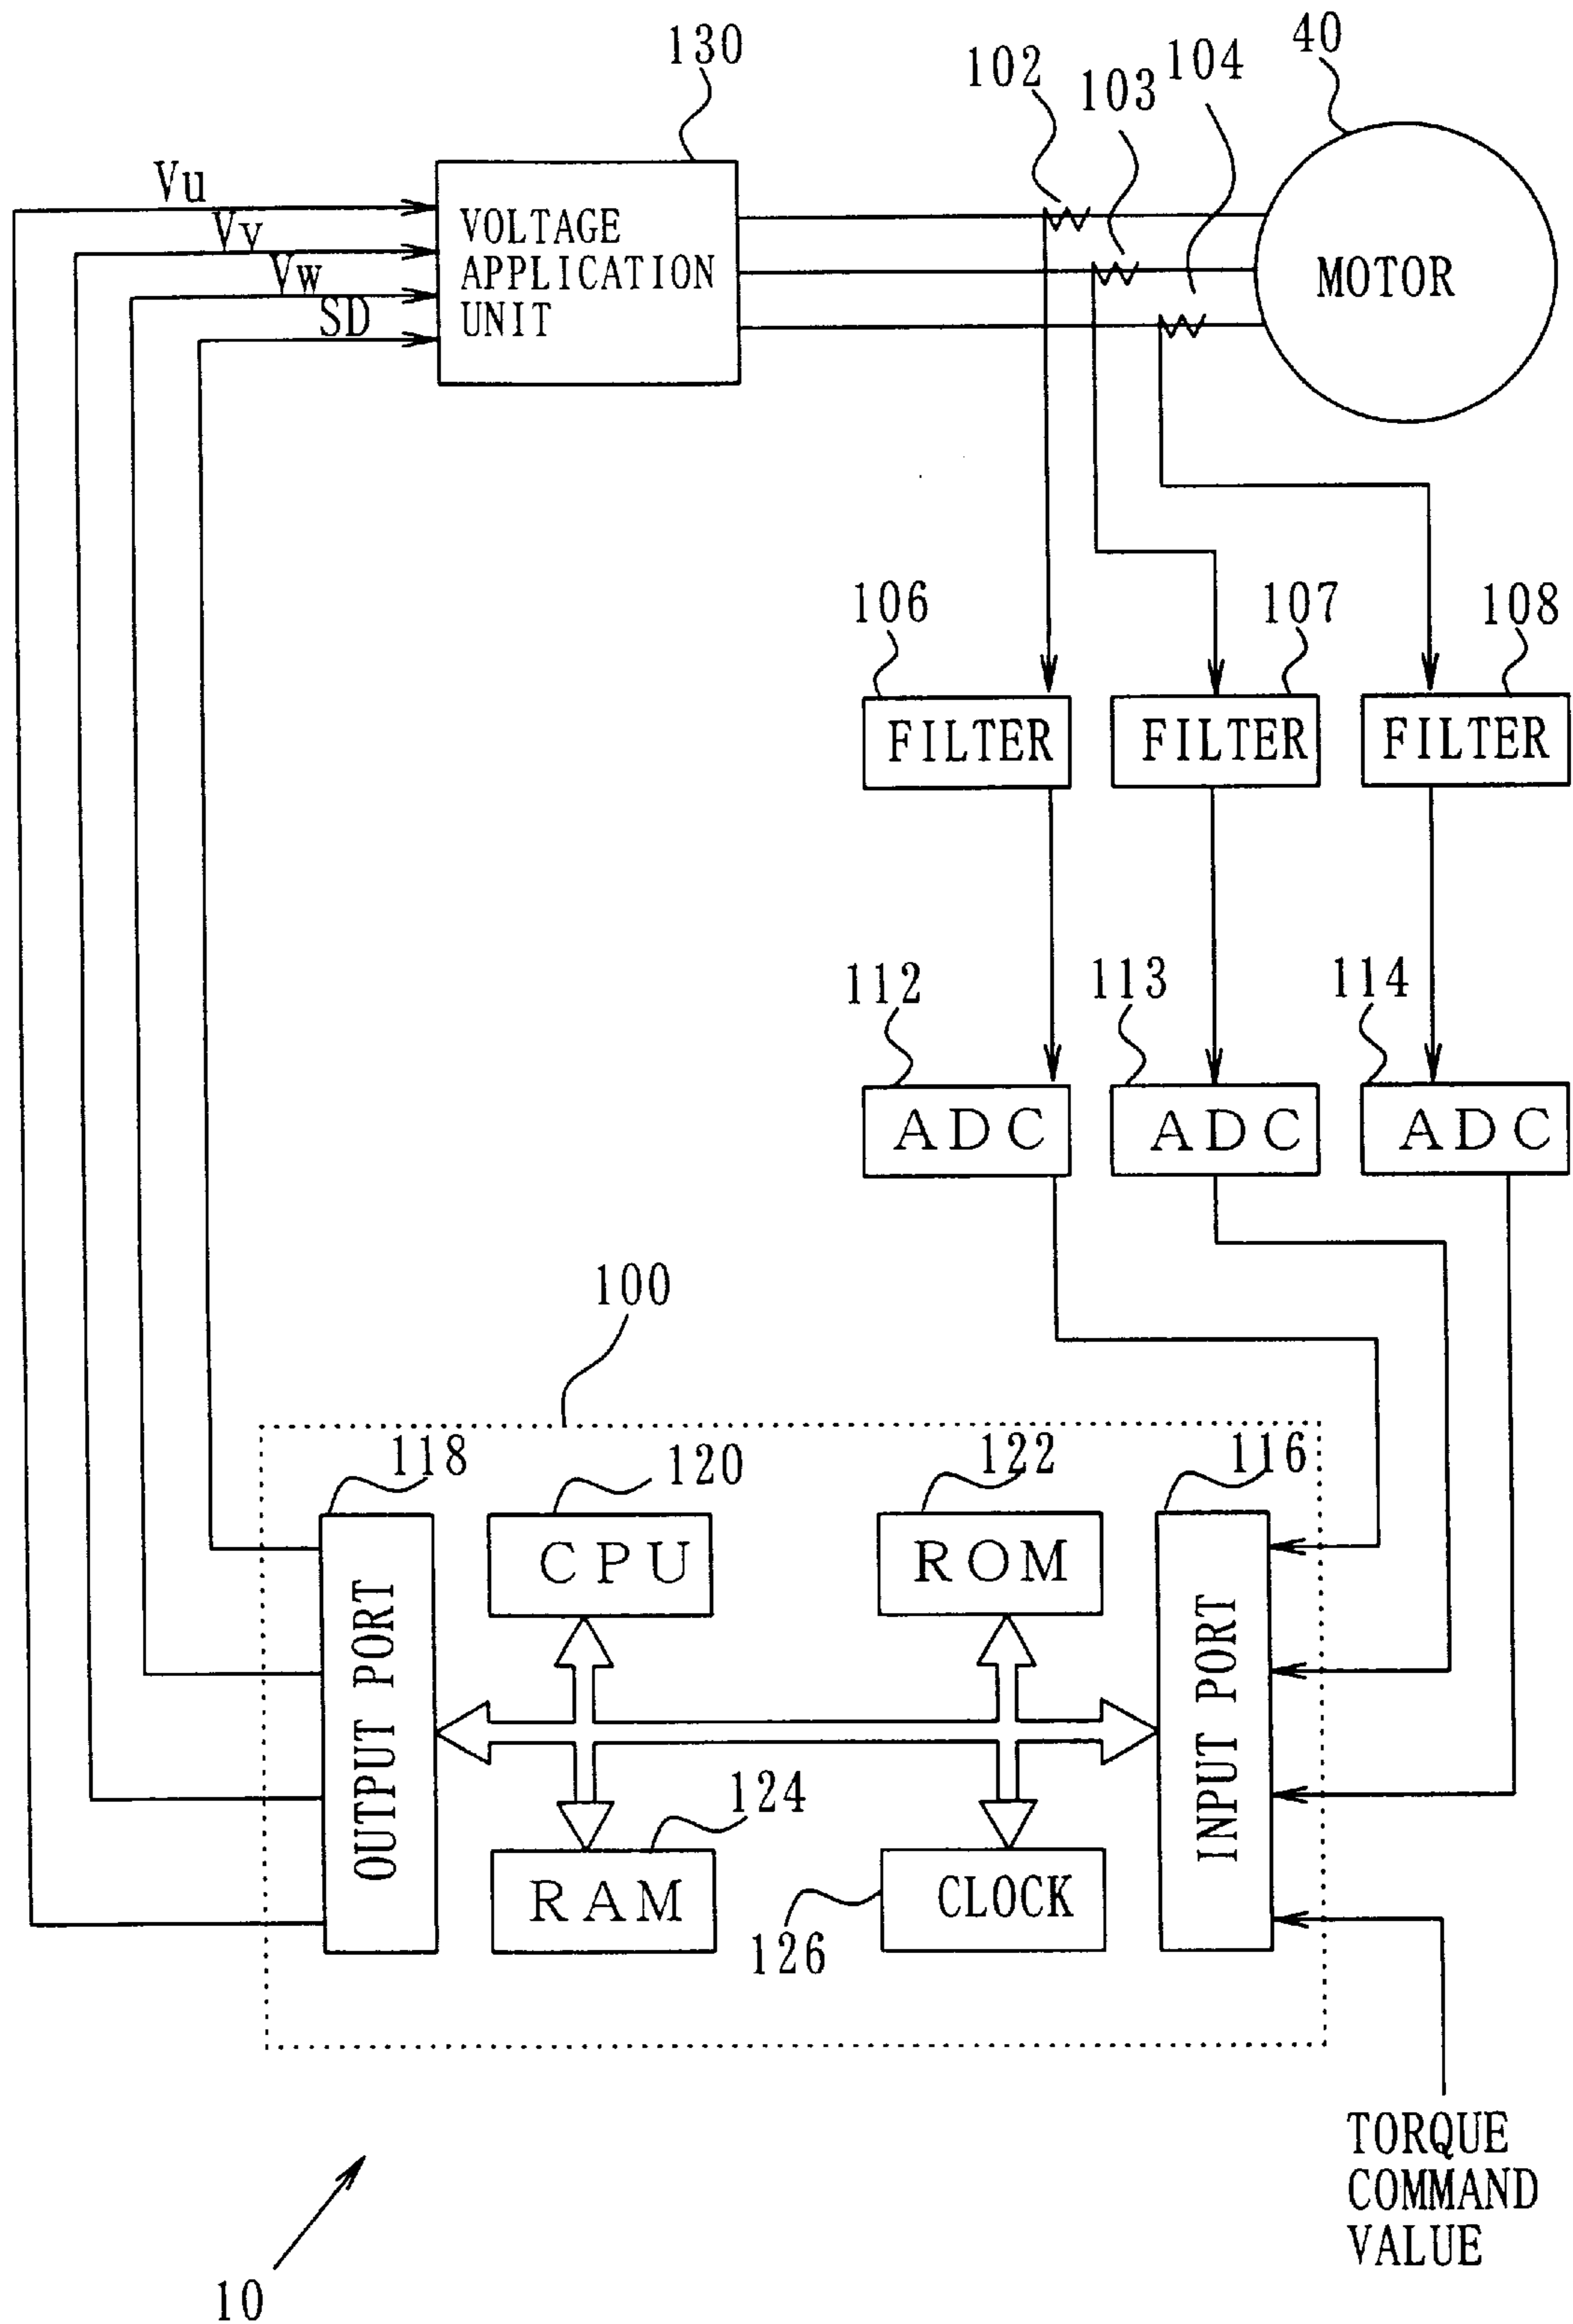 130
102
103
104
40
Vu
Vv
Vw
SD
VOLTAGE
APPLICATION
UNIT
MOTOR
106
107
108
FILTER
FILTER
FILTER
112
113
114
ADC
ADC
ADC
100
118
120
122
116
OUTPUT PORT
CPU
ROM
INPUT PORT
124
RAM
CLOCK
126
TORQUE
COMMAND
VALUE
10